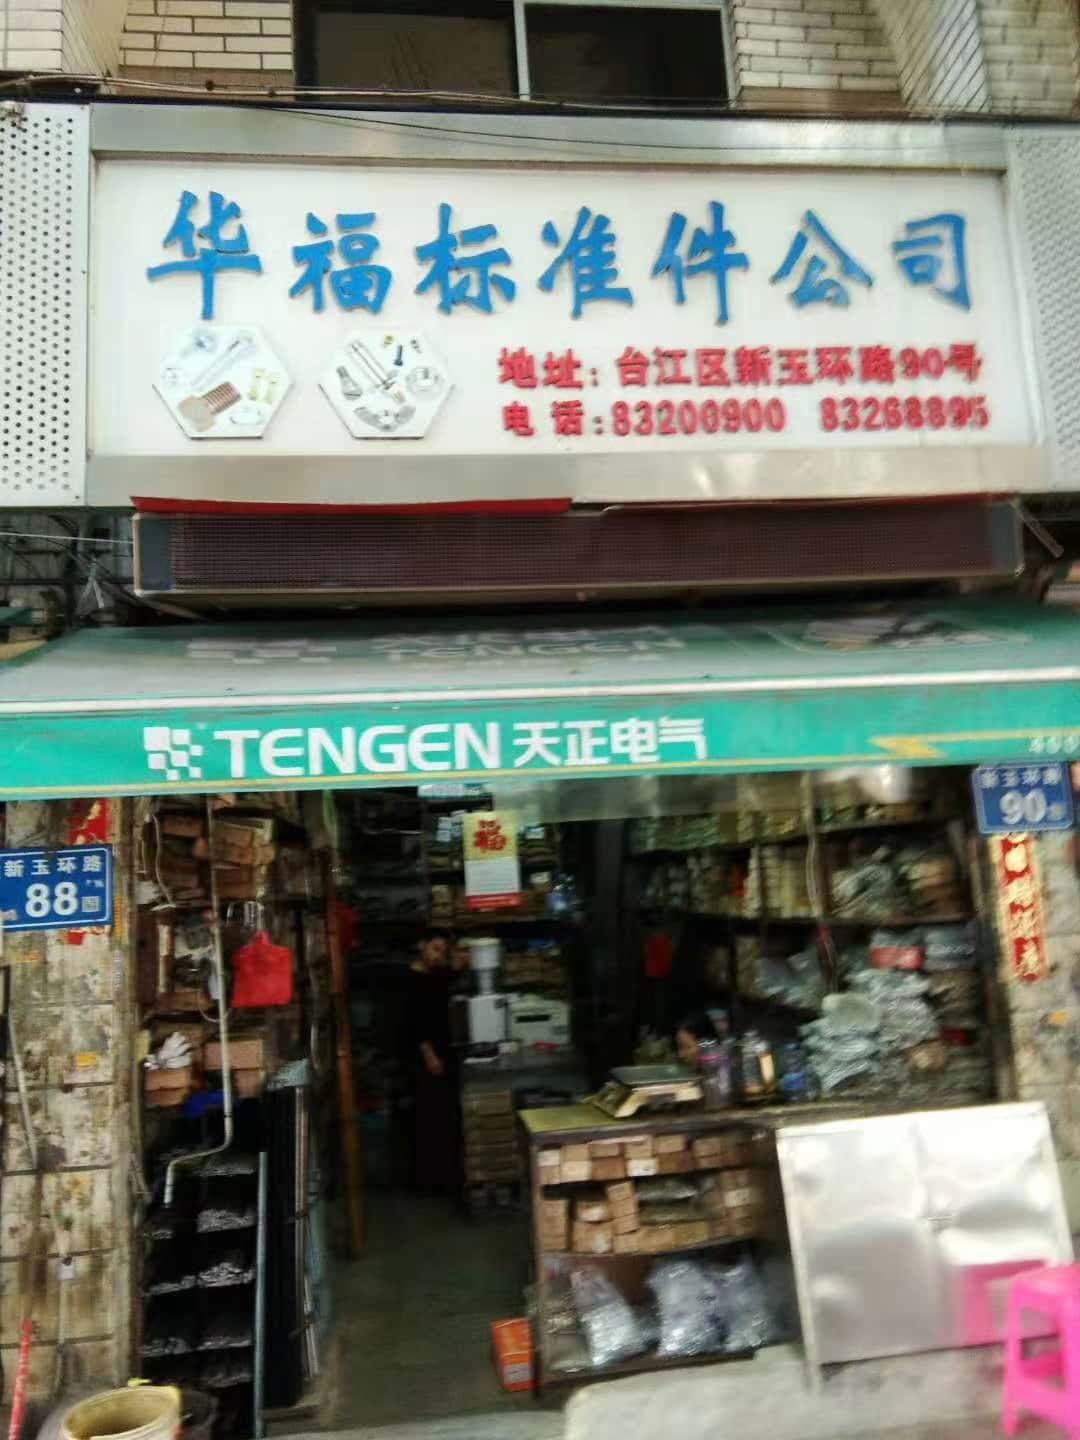 华福标准件公司
地址：台江区新玉环路90号
电话：83200900 83268895
TENGEN
TENGEN 天正电气
400
新玉环路
90
新玉环路
88
福